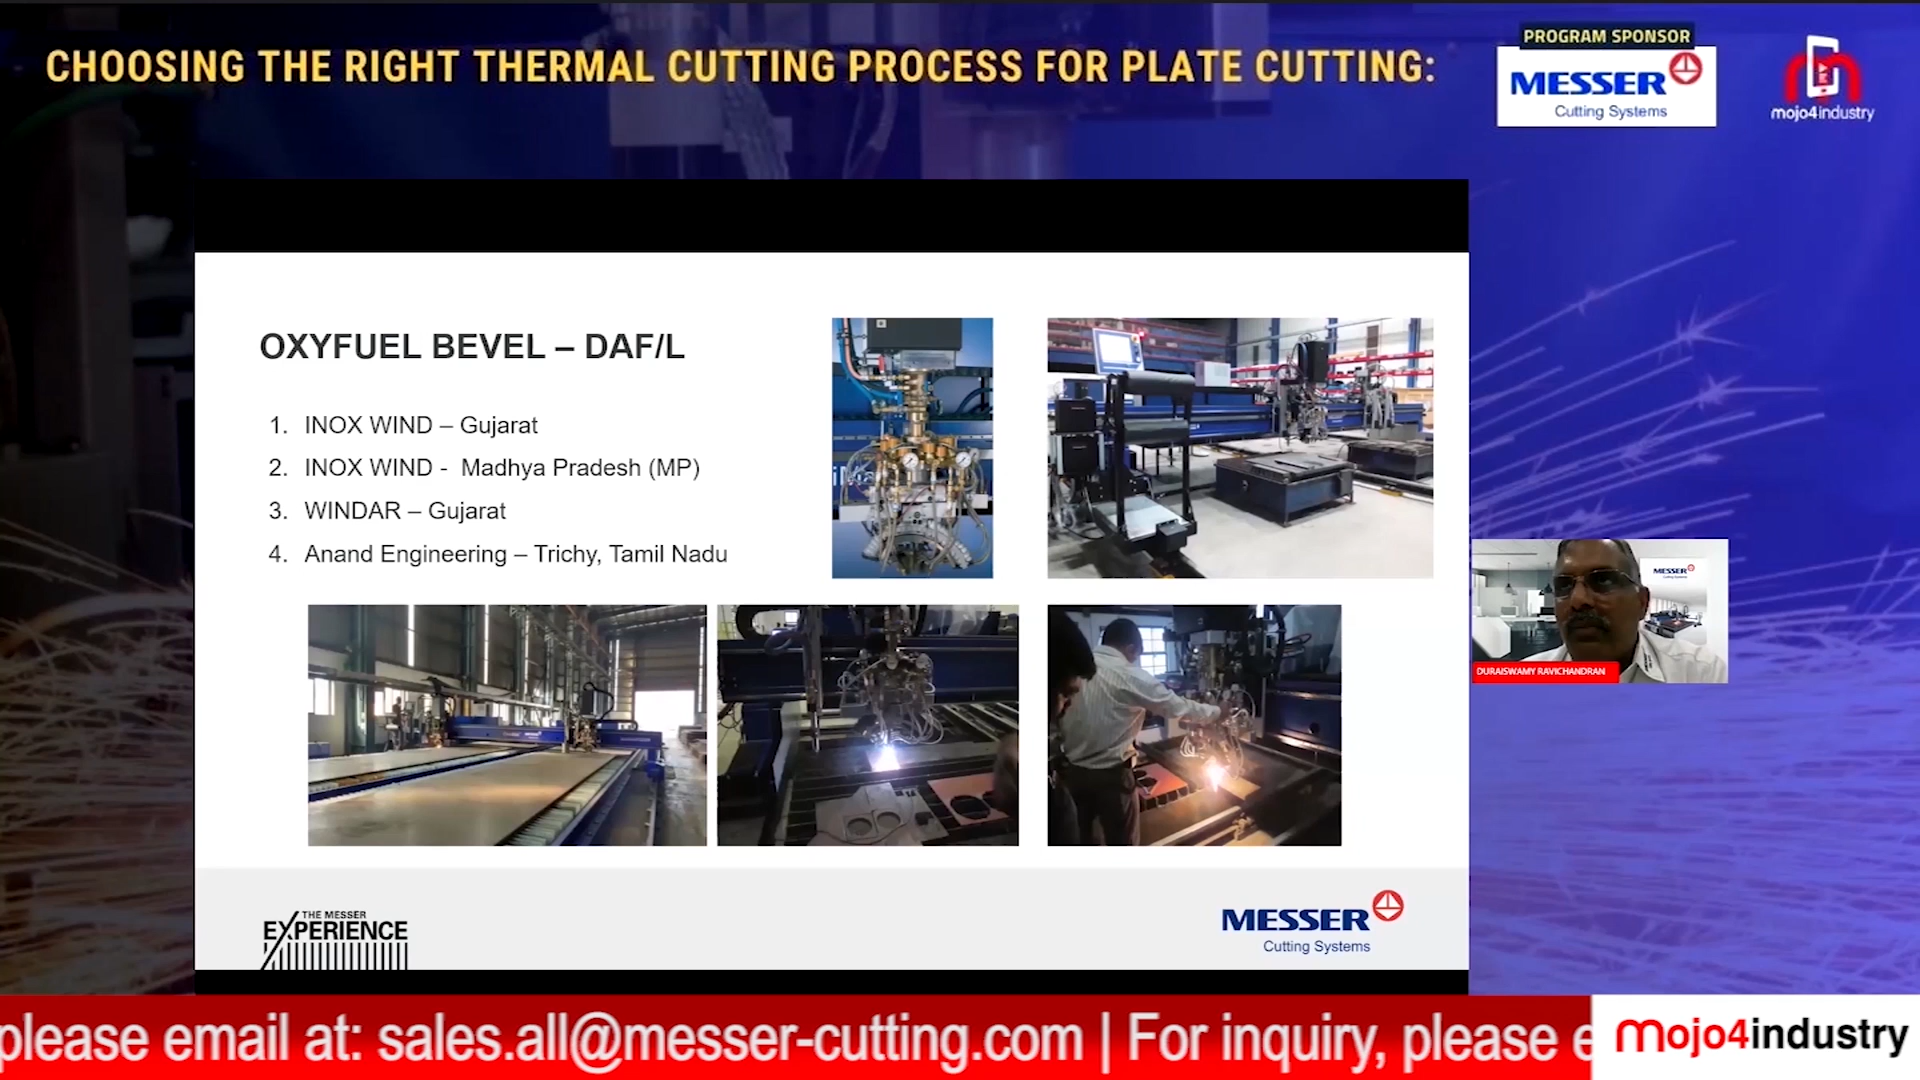 CHOOSING THE RIGHT THERMAL CUTTING PROCESS FOR PLATE CUTTING:
PROGRAM SPONSOR
MESSER
Cutting Systems
mojo4industry
OXYFUEL BEVEL – DAF/L
1. INOX WIND – Gujarat
2. INOX WIND - Madhya Pradesh (MP)
3. WINDAR – Gujarat
4. Anand Engineering – Trichy, Tamil Nadu
MESSER
Cutting Systems
DURAISWAMY RAVICHANDRAN
THE MESSER
EXPERIENCE
MESSER
Cutting Systems
please email at: sales.all@messer-cutting.com | For inquiry, please e
mojo4industry